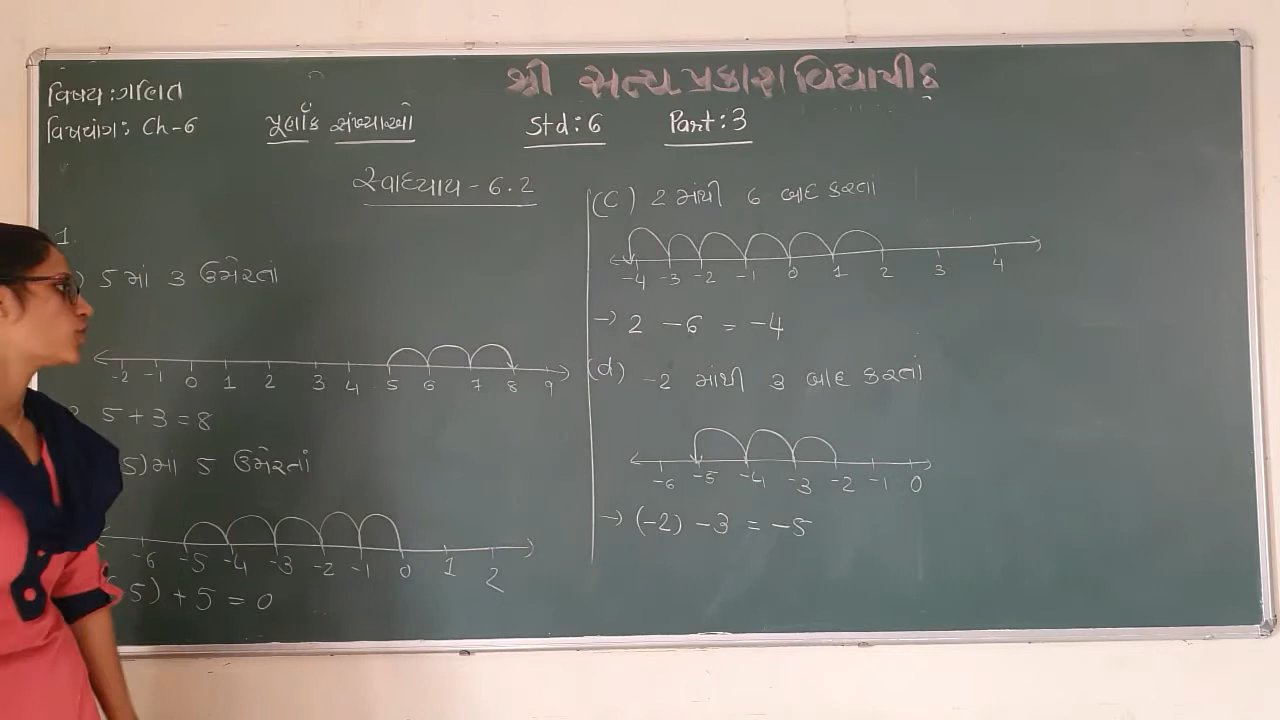 શ્રી સત્ય પ્રકાશ વિદ્યાપીઠ
વિષય : ગણિત
વિષયાંગ : Ch-6 પૂર્ણાંક સંખ્યાઓ Std : 6 Part : 3
સ્વાધ્યાય - 6.2
1.
) 5 માં 3 ઉમેરતાં
-2 -1 0 1 2 3 4 5 6 7 8 9
5 + 3 = 8
5) માં 5 ઉમેરતાં
-6 -5 -4 -3 -2 -1 0 1 2
5) + 5 = 0
(c) 2 માંથી 6 બાદ કરતાં
-4 -3 -2 -1 0 1 2 3 4
→ 2 - 6 = -4
(d) -2 માંથી 3 બાદ કરતાં
-6 -5 -4 -3 -2 -1 0
→ (-2) - 3 = -5